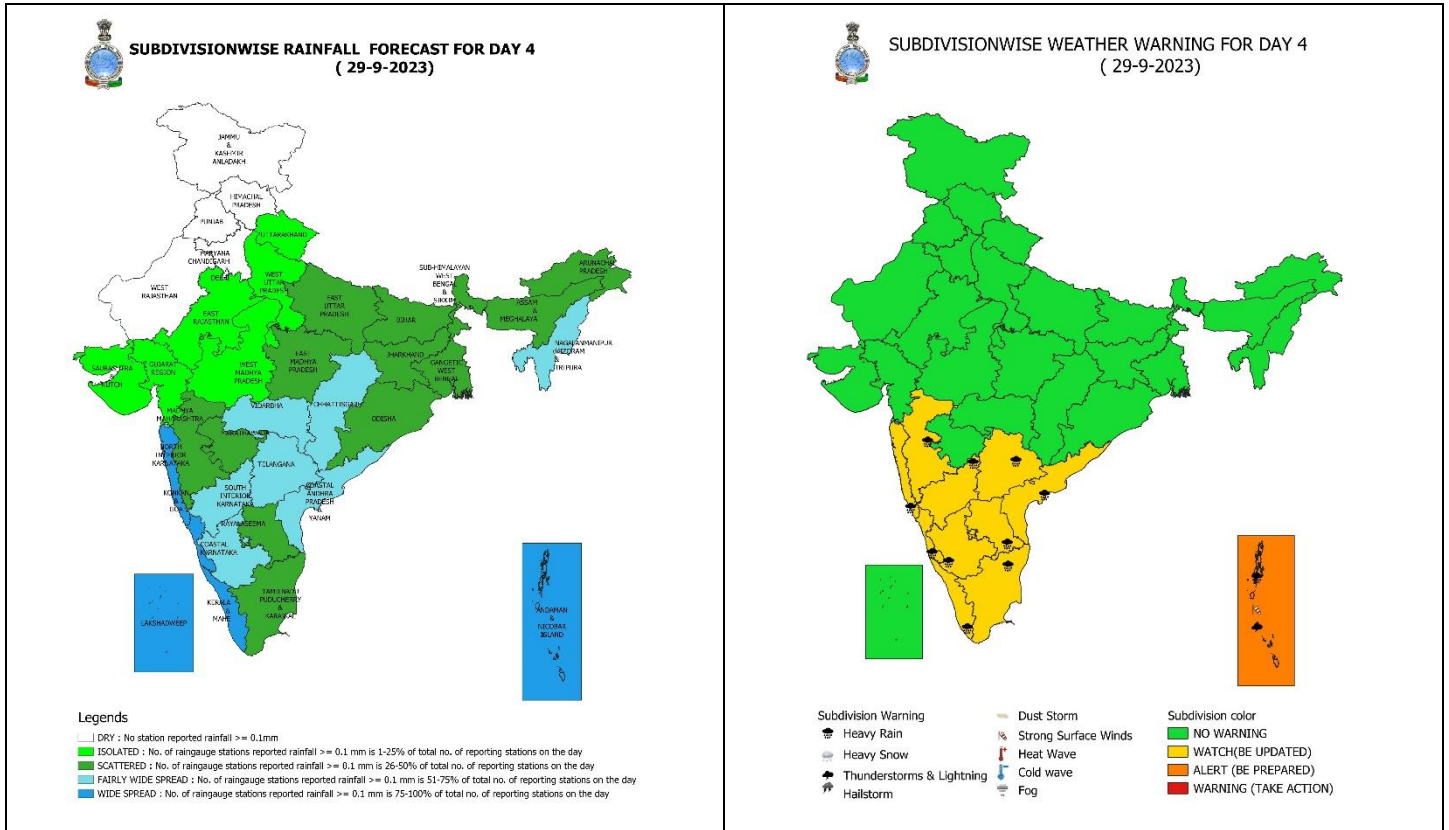 SUBDIVISIONWISE RAINFALL FORECAST FOR DAY 4
( 29-9-2023)
JAMMU
&
KASHMIR
ANLADAKH
HIMACHAL
PRADESH
PUNJAB
UTTARAKHAND
HARYANA
CHANDIGARH
&
DELHI
WEST
RAJASTHAN
WEST
UTTAR
PRADESH
SUB-HIMALAYAN
WEST
BENGAL
&
SIKKIM
ARUNACHAL
PRADESH
EAST
UTTAR
PRADESH
ASSAM
&
MEGHALAYA
EAST
RAJASTHAN
BIHAR
NAGALANMANIPUR
MIZORAM
&
TRIPURA
SAURASHTRA
&
KUTCH
GUJARAT
REGION
WEST
MADHYA
PRADESH
EAST
MADHYA
PRADESH
JHARKHAND
GANGETIC
WEST
BENGAL
MADHYA
MAHARASHTRA
VIDARBHA
CHHATTISGARH
ODISHA
MARATHAWADA
NORTH
INTERIOR
KARNATAKA
TELANGANA
KONKAN
&
GOA
SOUTH
INTERIOR
KARNATAKA
COASTAL
ANDHRA
PRADESH
&
YANAM
RAYALASEEMA
COASTAL
KARNATAKA
TAMILNADU
PUDUCHERRY
&
KARAIKAL
KERALA
&
MAHE
LAKSHADWEEP
ANDAMAN
&
NICOBAR
ISLAND
Legends
DRY : No station reported rainfall >= 0.1mm
ISOLATED : No. of raingauge stations reported rainfall >= 0.1 mm is 1-25% of total no. of reporting stations on the day
SCATTERED : No. of raingauge stations reported rainfall >= 0.1 mm is 26-50% of total no. of reporting stations on the day
FAIRLY WIDE SPREAD : No. of raingauge stations reported rainfall >= 0.1 mm is 51-75% of total no. of reporting stations on the day
WIDE SPREAD : No. of raingauge stations reported rainfall >= 0.1 mm is 75-100% of total no. of reporting stations on the day
SUBDIVISIONWISE WEATHER WARNING FOR DAY 4
( 29-9-2023)
Subdivision Warning
Heavy Rain
Heavy Snow
Thunderstorms & Lightning
Hailstorm
Dust Storm
Strong Surface Winds
Heat Wave
Cold wave
Fog
Subdivision color
NO WARNING
WATCH(BE UPDATED)
ALERT (BE PREPARED)
WARNING (TAKE ACTION)